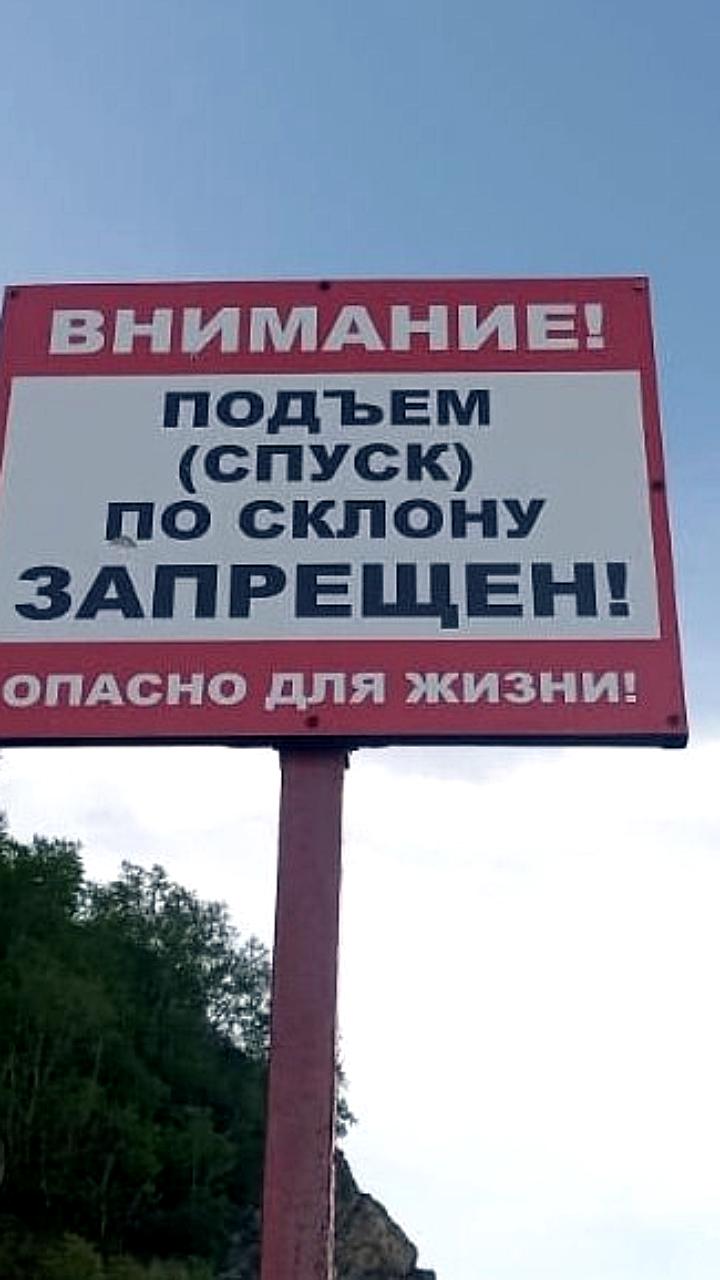 ВНИМАНИЕ!
ПОДЪЕМ
(СПУСК)
ПО СКЛОНУ
ЗАПРЕЩЕН!
ОПАСНО ДЛЯ ЖИЗНИ!